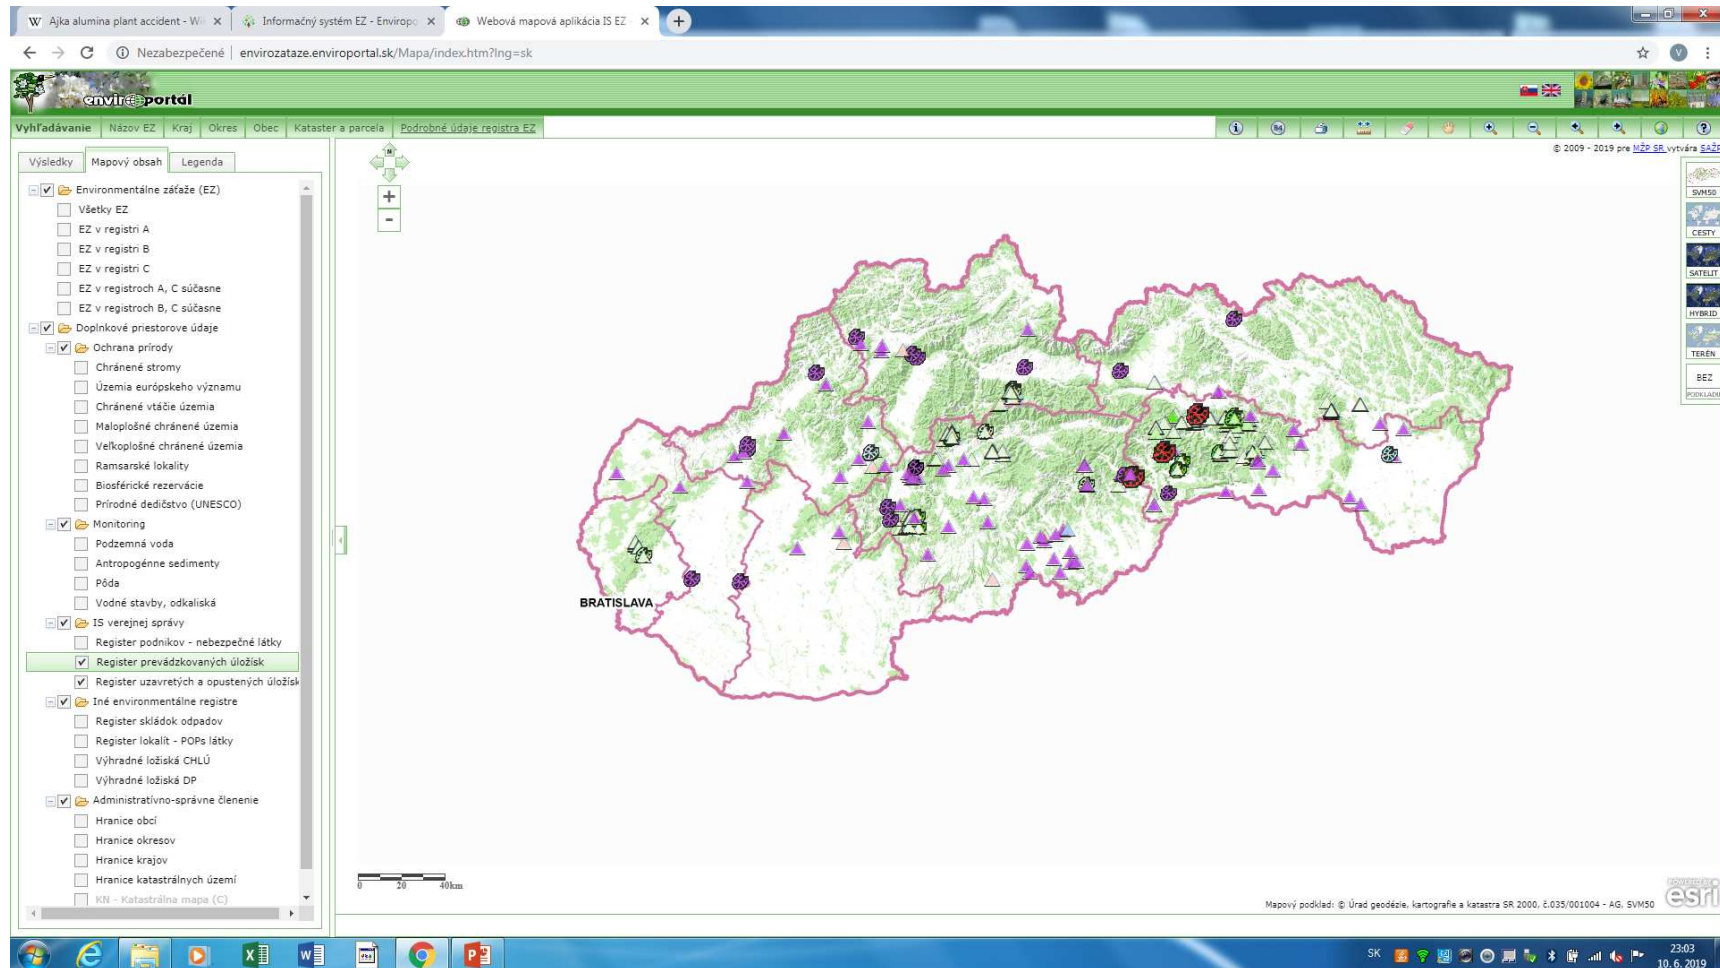 Ajka alumina plant accident - Wi
Informačný systém EZ - Enviropo
Webová mapová aplikácia IS EZ
Nezabezpečené | envirozataze.enviroportal.sk/Mapa/index.htm?lng=sk
enviroportál
Vyhľadávanie Názov EZ Kraj Okres Obec Kataster a parcela Podrobné údaje registra EZ
© 2009 - 2019 pre MŽP SR vytvára SAŽP
Výsledky Mapový obsah Legenda
Environmentálne záťaže (EZ)
Všetky EZ
EZ v registri A
EZ v registri B
EZ v registri C
EZ v registroch A, C súčasne
EZ v registroch B, C súčasne
Doplnkové priestorove údaje
Ochrana prírody
Chránené stromy
Územia európskeho významu
Chránené vtáčie územia
Maloplošné chránené územia
Veľkoplošné chránené územia
Ramsarské lokality
Biosférické rezervácie
Prírodné dedičstvo (UNESCO)
Monitoring
Podzemná voda
Antropogénne sedimenty
Pôda
Vodné stavby, odkaliská
IS verejnej správy
Register podnikov - nebezpečné látky
Register prevádzkovaných úložísk
Register uzavretých a opustených úložísk
Iné environmentálne registre
Register skládok odpadov
Register lokalít - POPs látky
Výhradné ložiská CHLÚ
Výhradné ložiská DP
Administratívno-správne členenie
Hranice obcí
Hranice okresov
Hranice krajov
Hranice katastrálnych území
KN - Katastrálna mapa (C)
N
+
-
BRATISLAVA
SVM50
CESTY
SATELIT
HYBRID
TERÉN
BEZ
PODKLADU
0 20 40km
Mapový podklad: © Úrad geodézie, kartografie a katastra SR 2000, č.035/001004 - AG, SVM50
POWERED BY
esri
SK
23:03
10. 6. 2019